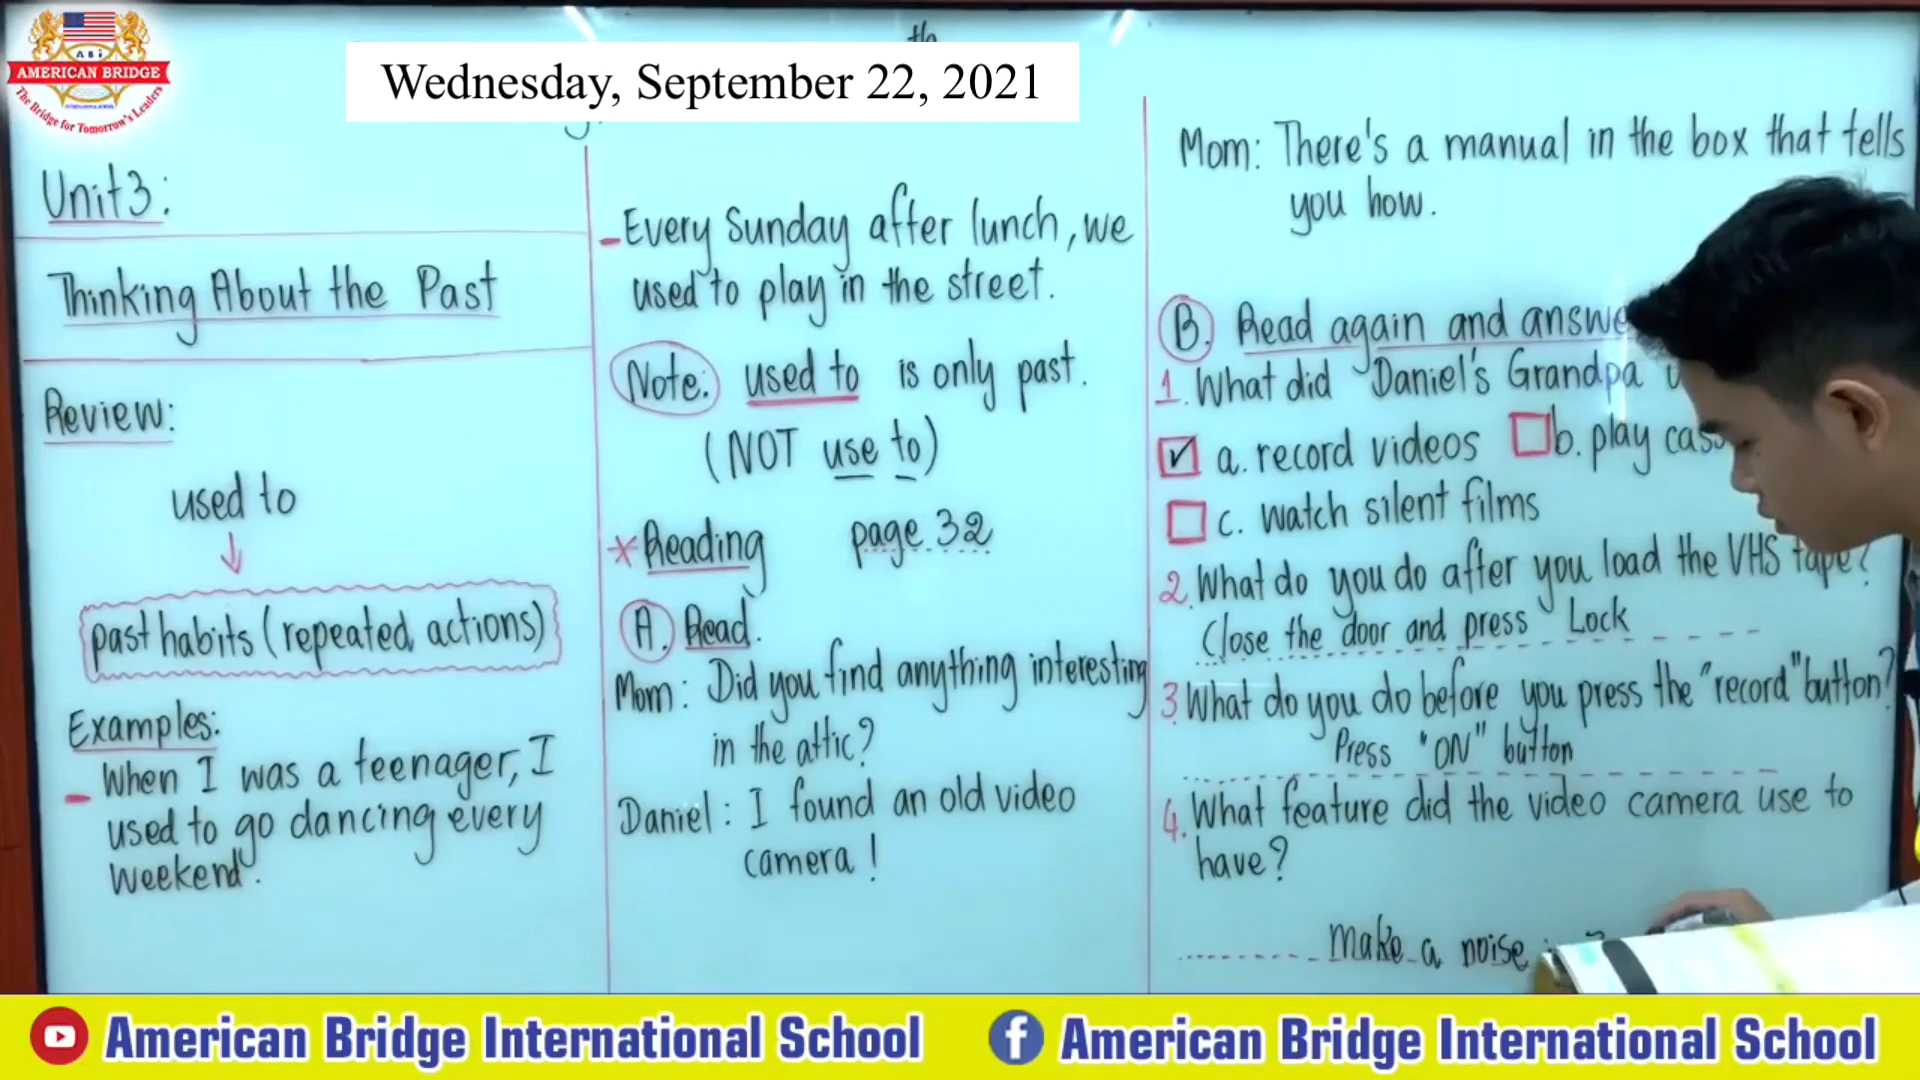 ABi
AMERICAN BRIDGE
INTERNATIONAL SCHOOL
The Bridge for Tomorrow's Leaders
Wednesday, September 22, 2021
th
Unit 3:
Thinking About the Past
Review:
used to
past habits (repeated actions)
Examples:
- When I was a teenager, I
used to go dancing every
weekend.
- Every Sunday after lunch, we
used to play in the street.
Note: used to is only past.
(NOT use to)
* Reading page 32
A. Read.
Mom: Did you find anything interesting
in the attic?
Daniel: I found an old video
camera!
Mom: There's a manual in the box that tells
you how.
B. Read again and answe
1. What did Daniel's Grandpa
✓ a. record videos b. play cass
c. watch silent films
2. What do you do after you load the VHS tape?
Close the door and press Lock
3. What do you do before you press the "record" button?
Press "ON" button
4. What feature did the video camera use to
have?
make a noise
American Bridge International School
American Bridge International School